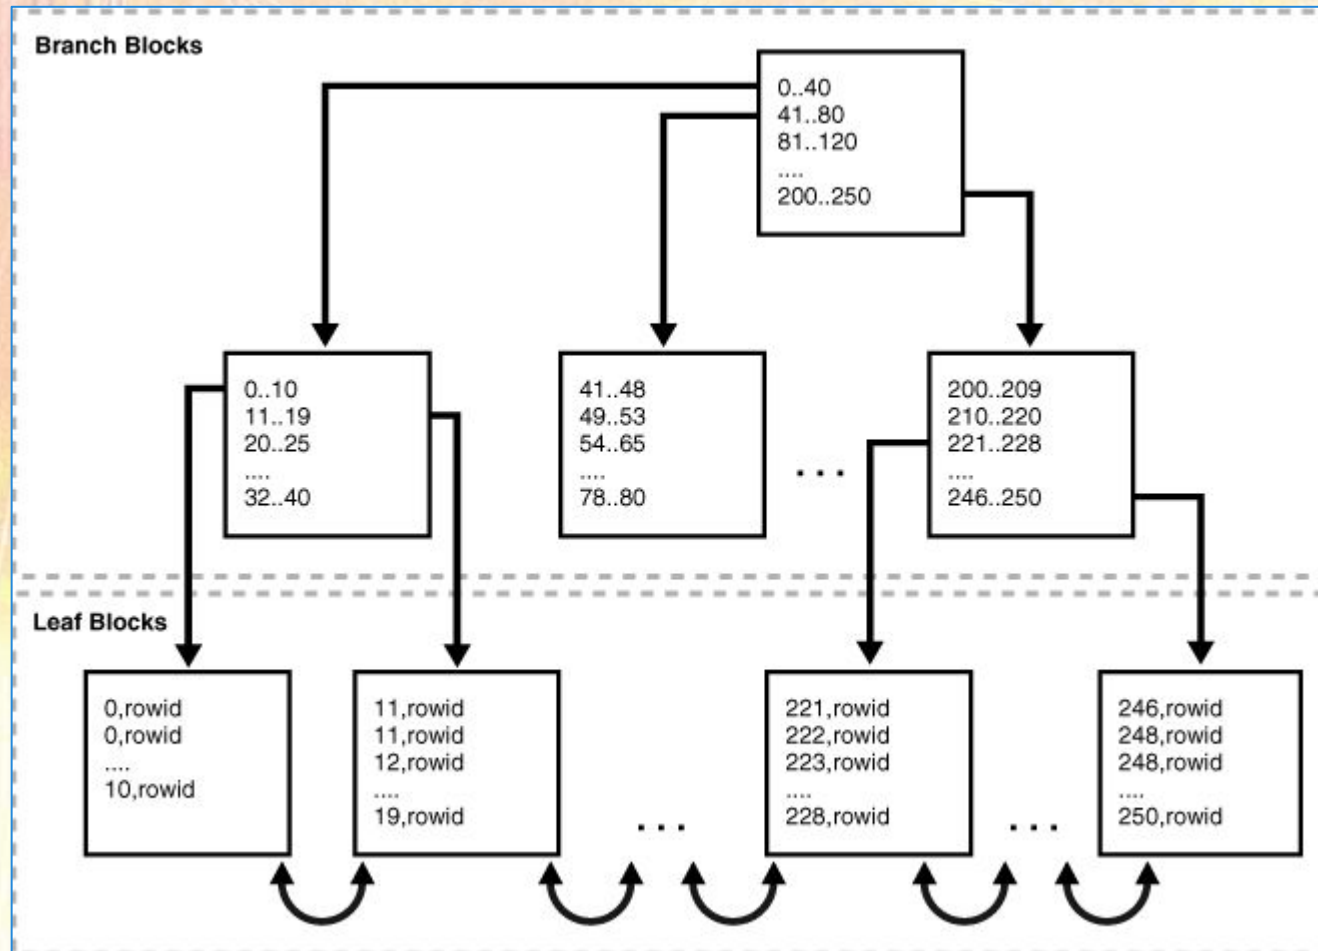 Branch Blocks
0..40
41..80
81..120
....
200..250
0..10
11..19
20..25
....
32..40
41..48
49..53
54..65
....
78..80
...
200..209
210..220
221..228
....
246..250
Leaf Blocks
0,rowid
0,rowid
....
10,rowid
11,rowid
11,rowid
12,rowid
....
19,rowid
...
221,rowid
222,rowid
223,rowid
....
228,rowid
...
246,rowid
248,rowid
248,rowid
....
250,rowid